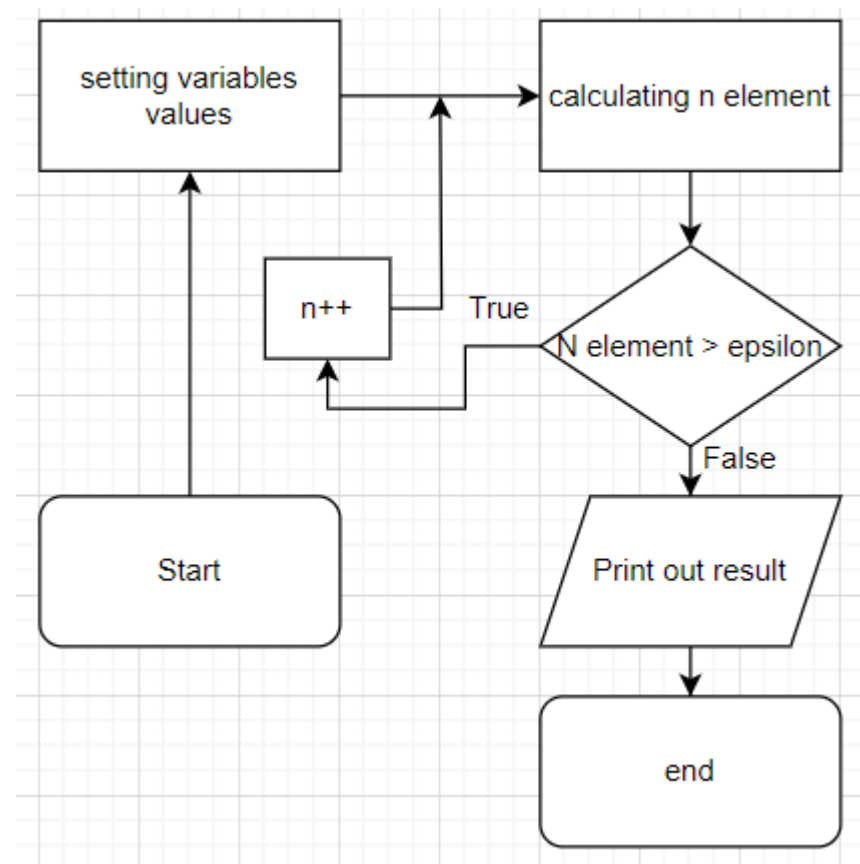 setting variables
values
calculating n element
n++
True
N element > epsilon
False
Start
Print out result
end